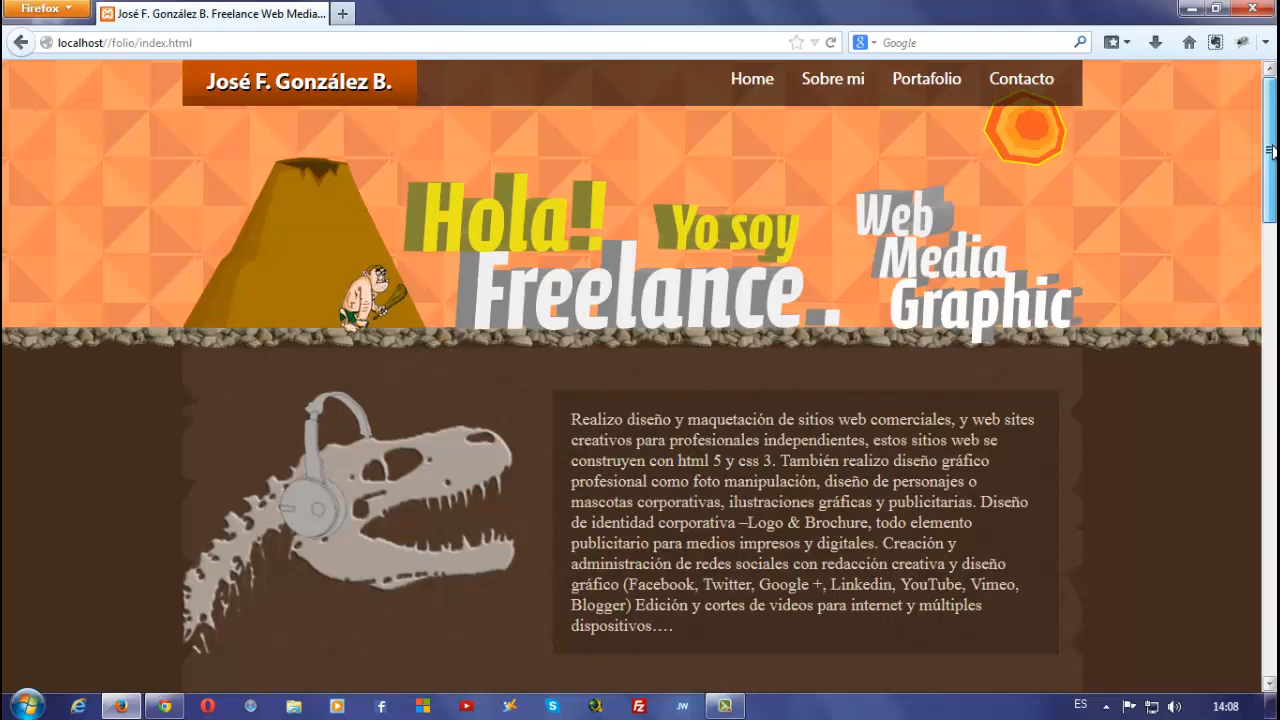 Firefox
José F. González B. Freelance Web Media...
localhost//folio/index.html
Google
José F. González B.
Home Sobre mi Portafolio Contacto
Hola!! Yo soy
Freelance..
Web
Media
Graphic
Realizo diseño y maquetación de sitios web comerciales, y web sites
creativos para profesionales independientes, estos sitios web se
construyen con html 5 y css 3. También realizo diseño gráfico
profesional como foto manipulación, diseño de personajes o
mascotas corporativas, ilustraciones gráficas y publicitarias. Diseño
de identidad corporativa –Logo & Brochure, todo elemento
publicitario para medios impresos y digitales. Creación y
administración de redes sociales con redacción creativa y diseño
gráfico (Facebook, Twitter, Google +, Linkedin, YouTube, Vimeo,
Blogger) Edición y cortes de videos para internet y múltiples
dispositivos….
JW
ES
14:08